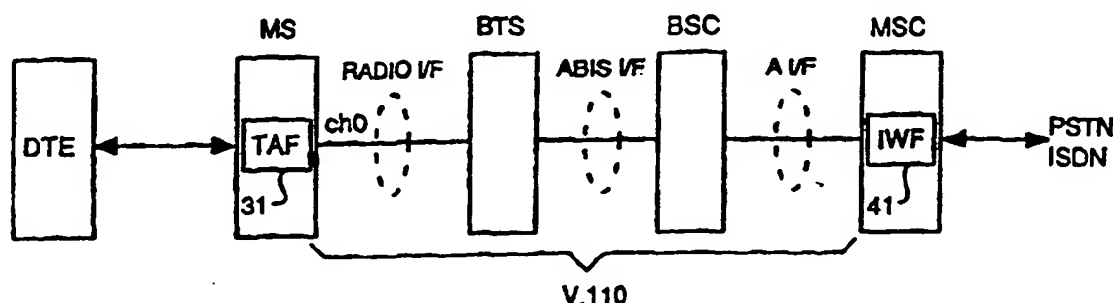 MS BTS BSC MSC
RADIO I/F ABIS I/F A I/F
DTE TAF ch0 IWF PSTN
ISDN
31 41
V.110